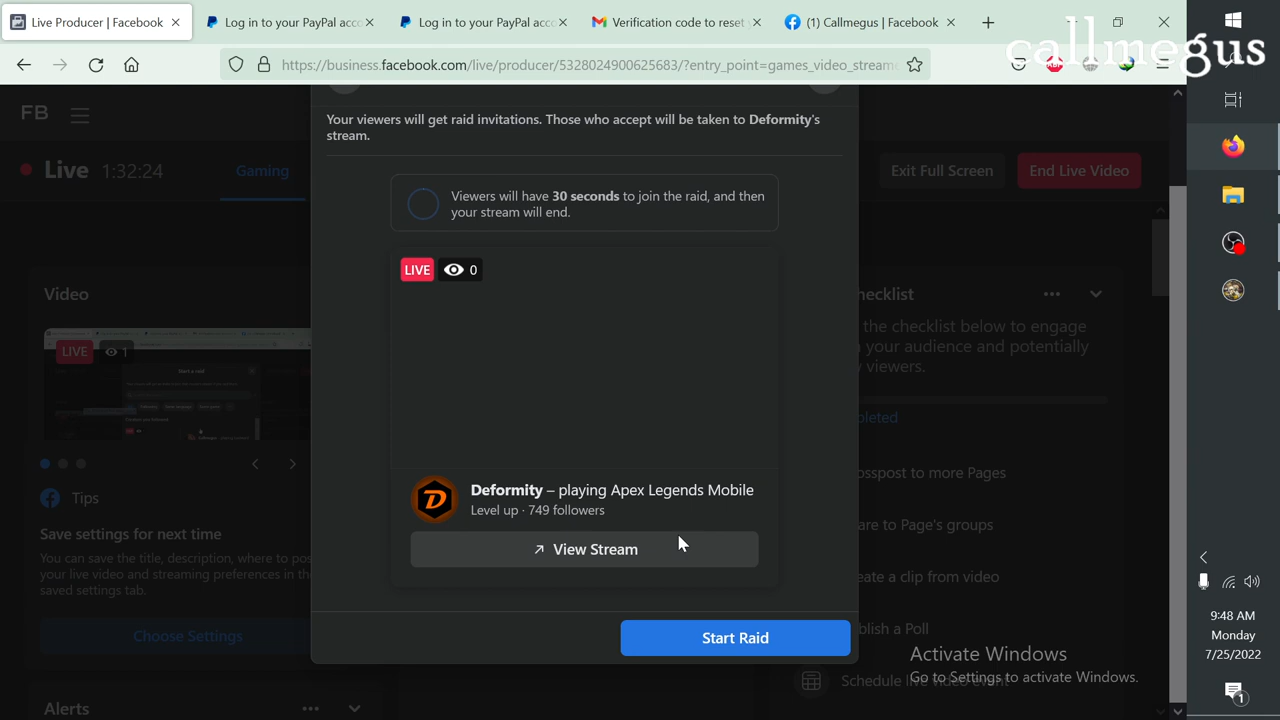 Live Producer | Facebook
Log in to your PayPal acco
Log in to your PayPal acco
Verification code to reset
(1) Callmegus | Facebook
callmegus
https://business.facebook.com/live/producer/5328024900625683/?entry_point=games_video_stream
FB
Your viewers will get raid invitations. Those who accept will be taken to Deformity's
stream.
Live 1:32:24
Gaming
Exit Full Screen
End Live Video
Viewers will have 30 seconds to join the raid, and then
your stream will end.
LIVE 0
Video
hecklist
the checklist below to engage
your audience and potentially
viewers.
LIVE 1
Start a raid
pleted
osspost to more Pages
Tips
Deformity – playing Apex Legends Mobile
Level up · 749 followers
are to Page's groups
Save settings for next time
You can save the title, description, where to pos
your live video and streaming preferences in th
saved settings tab.
View Stream
eate a clip from video
blish a Poll
Choose Settings
Start Raid
Activate Windows
Go to Settings to activate Windows.
Schedule live video event
Alerts
9:48 AM
Monday
7/25/2022
1